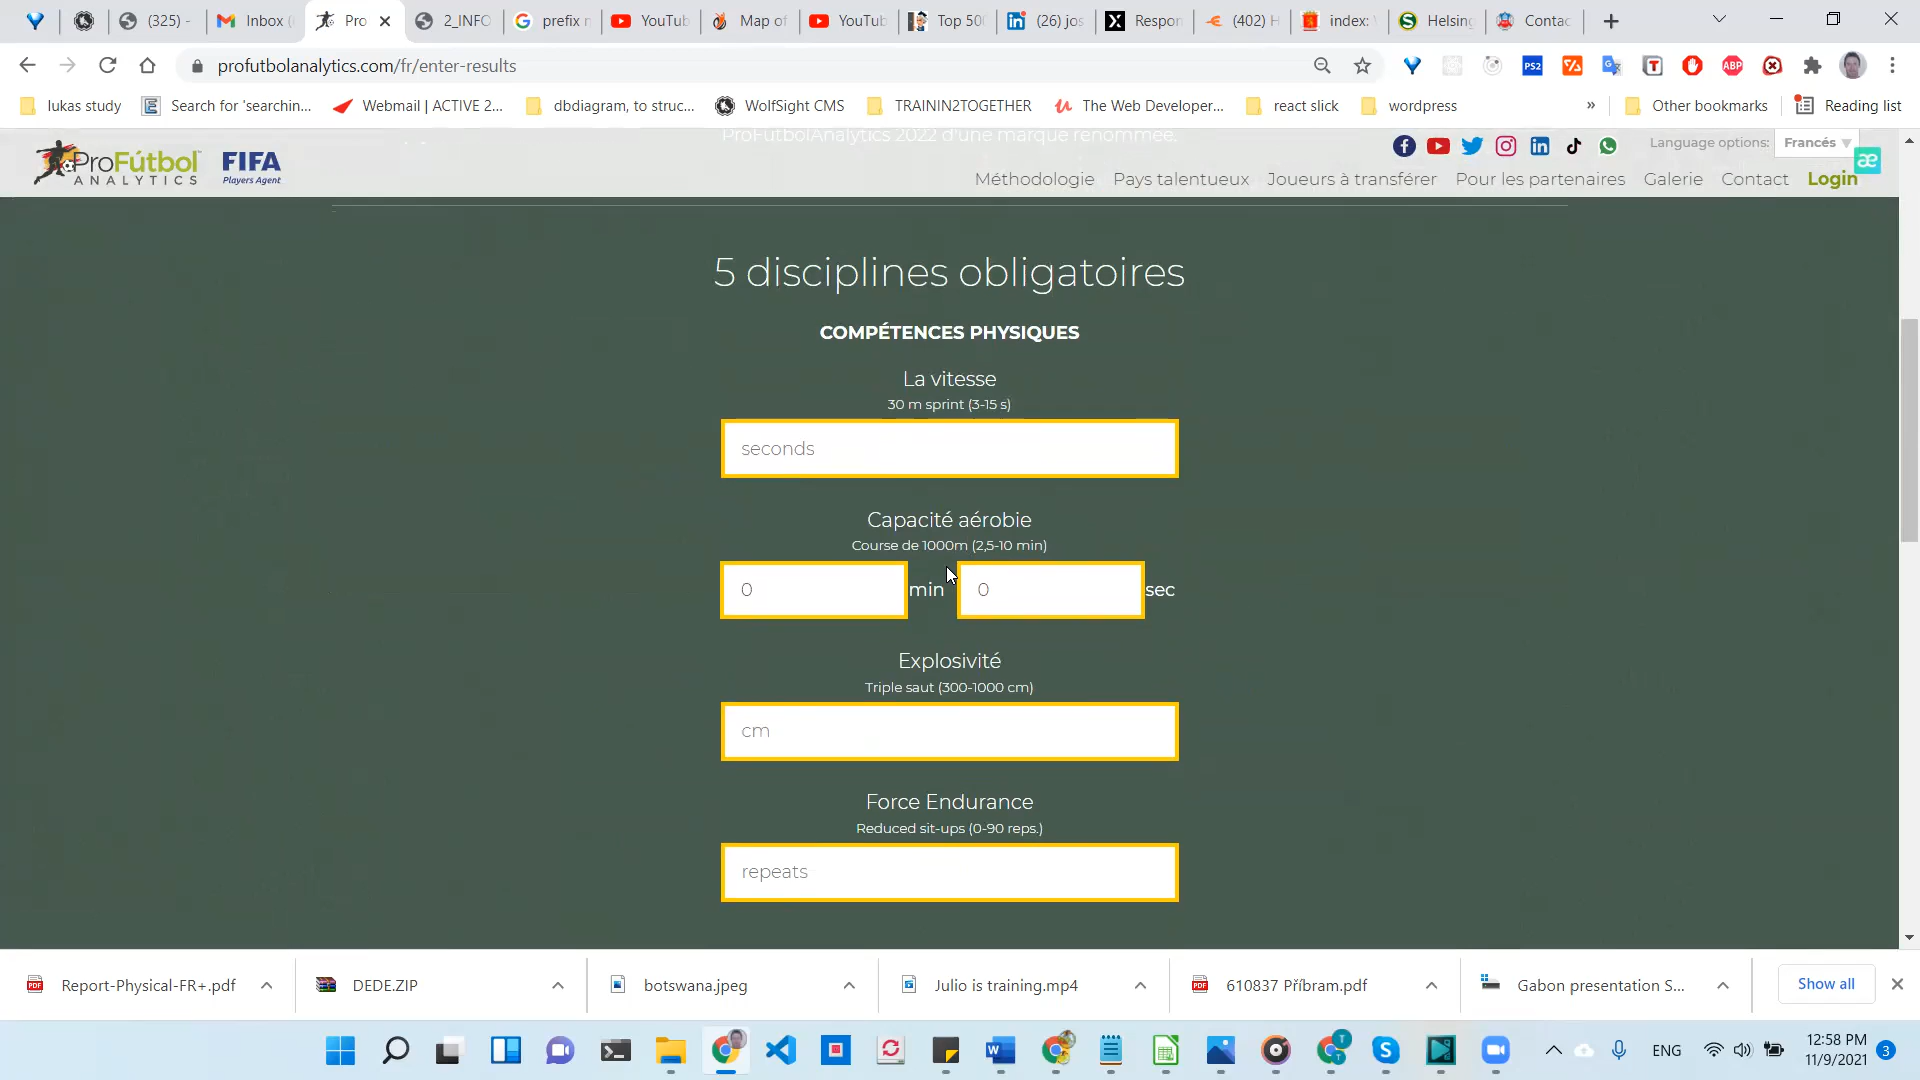 (325) -
Inbox (
Pro
2_INFO
prefix n
YouTub
Map of
YouTub
Top 50
(26) jos
Respon
(402) H
index:
Helsing
Contac
profutbolanalytics.com/fr/enter-results
lukas study
Search for 'searchin...
Webmail | ACTIVE 2...
dbdiagram, to struc...
WolfSight CMS
TRAININ2TOGETHER
The Web Developer...
react slick
wordpress
»
Other bookmarks
Reading list
ProFutbolAnalytics 2022 d'une marque renommée.
ProFútbol™
ANALYTICS
FIFA
Players Agent
Language options:
Francés
æ
Méthodologie
Pays talentueux
Joueurs à transférer
Pour les partenaires
Galerie
Contact
Login
5 disciplines obligatoires
COMPÉTENCES PHYSIQUES
La vitesse
30 m sprint (3-15 s)
seconds
Capacité aérobie
Course de 1000m (2,5-10 min)
0 min 0 sec
Explosivité
Triple saut (300-1000 cm)
cm
Force Endurance
Reduced sit-ups (0-90 reps.)
repeats
Report-Physical-FR+.pdf
DEDE.ZIP
botswana.jpeg
Julio is training.mp4
610837 Příbram.pdf
Gabon presentation S...
Show all
ENG
12:58 PM
11/9/2021
3